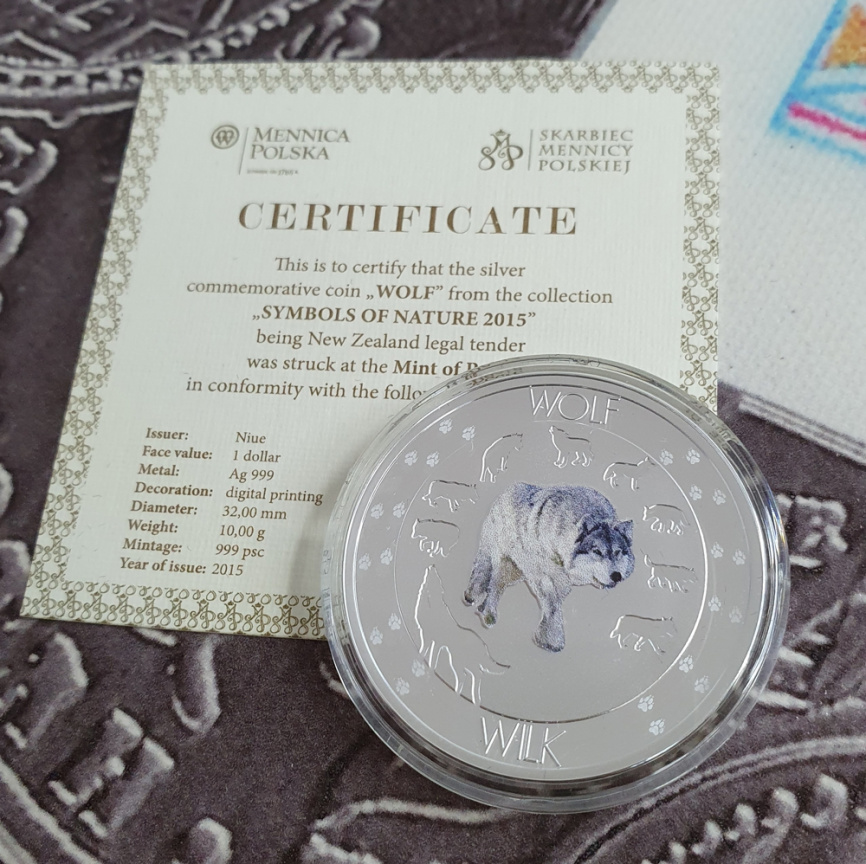 MENNICA
POLSKA
SKARBIEC
MENNICY
POLSKIEJ
CERTIFICATE
This is to certify that the silver
commemorative coin „WOLF” from the collection
„SYMBOLS OF NATURE 2015”
being New Zealand legal tender
was struck at the Mint of
in conformity with the
Issuer: Niue
Face value: 1 dollar
Metal: Ag 999
Decoration: digital printing
Diameter: 32,00 mm
Weight: 10,00 g
Mintage: 999 psc
Year of issue: 2015
WOLF
WILK